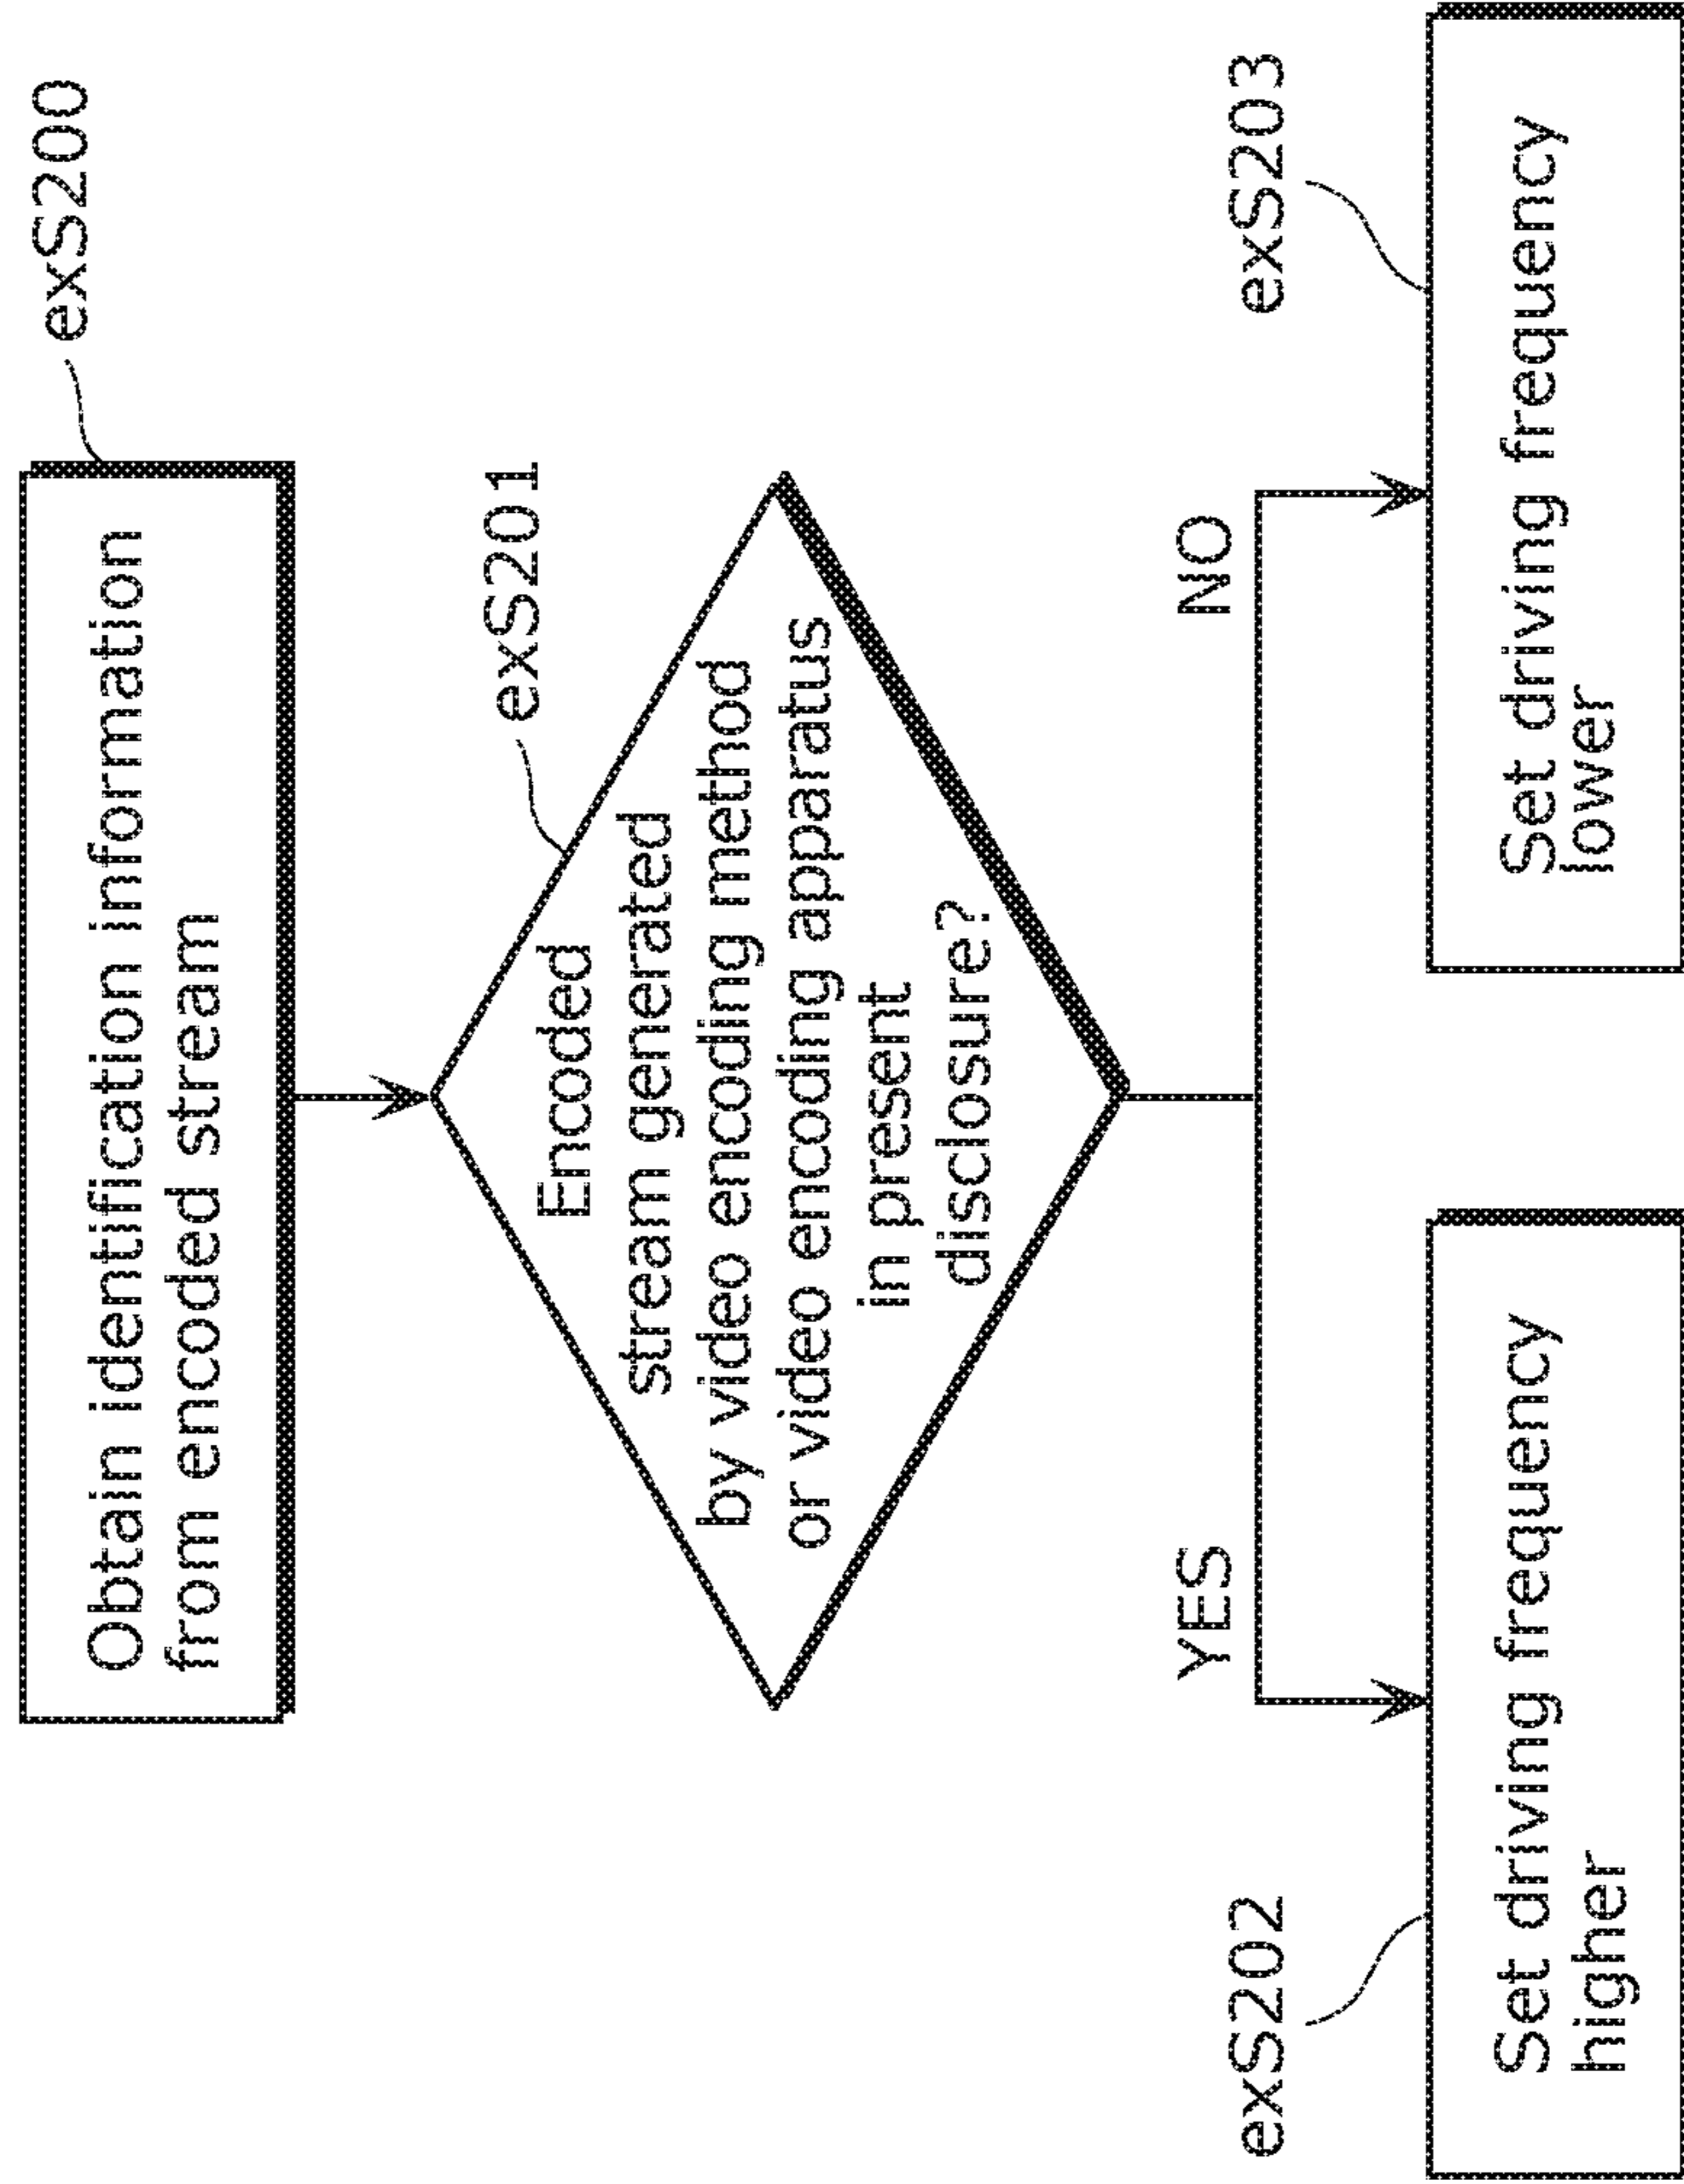 exS200
Obtain identification information
from encoded stream
exS201
Encoded
stream generated
by video encoding method
or video encoding apparatus
in present
disclosure?
YES
NO
exS202
exS203
Set driving frequency
higher
Set driving frequency
lower